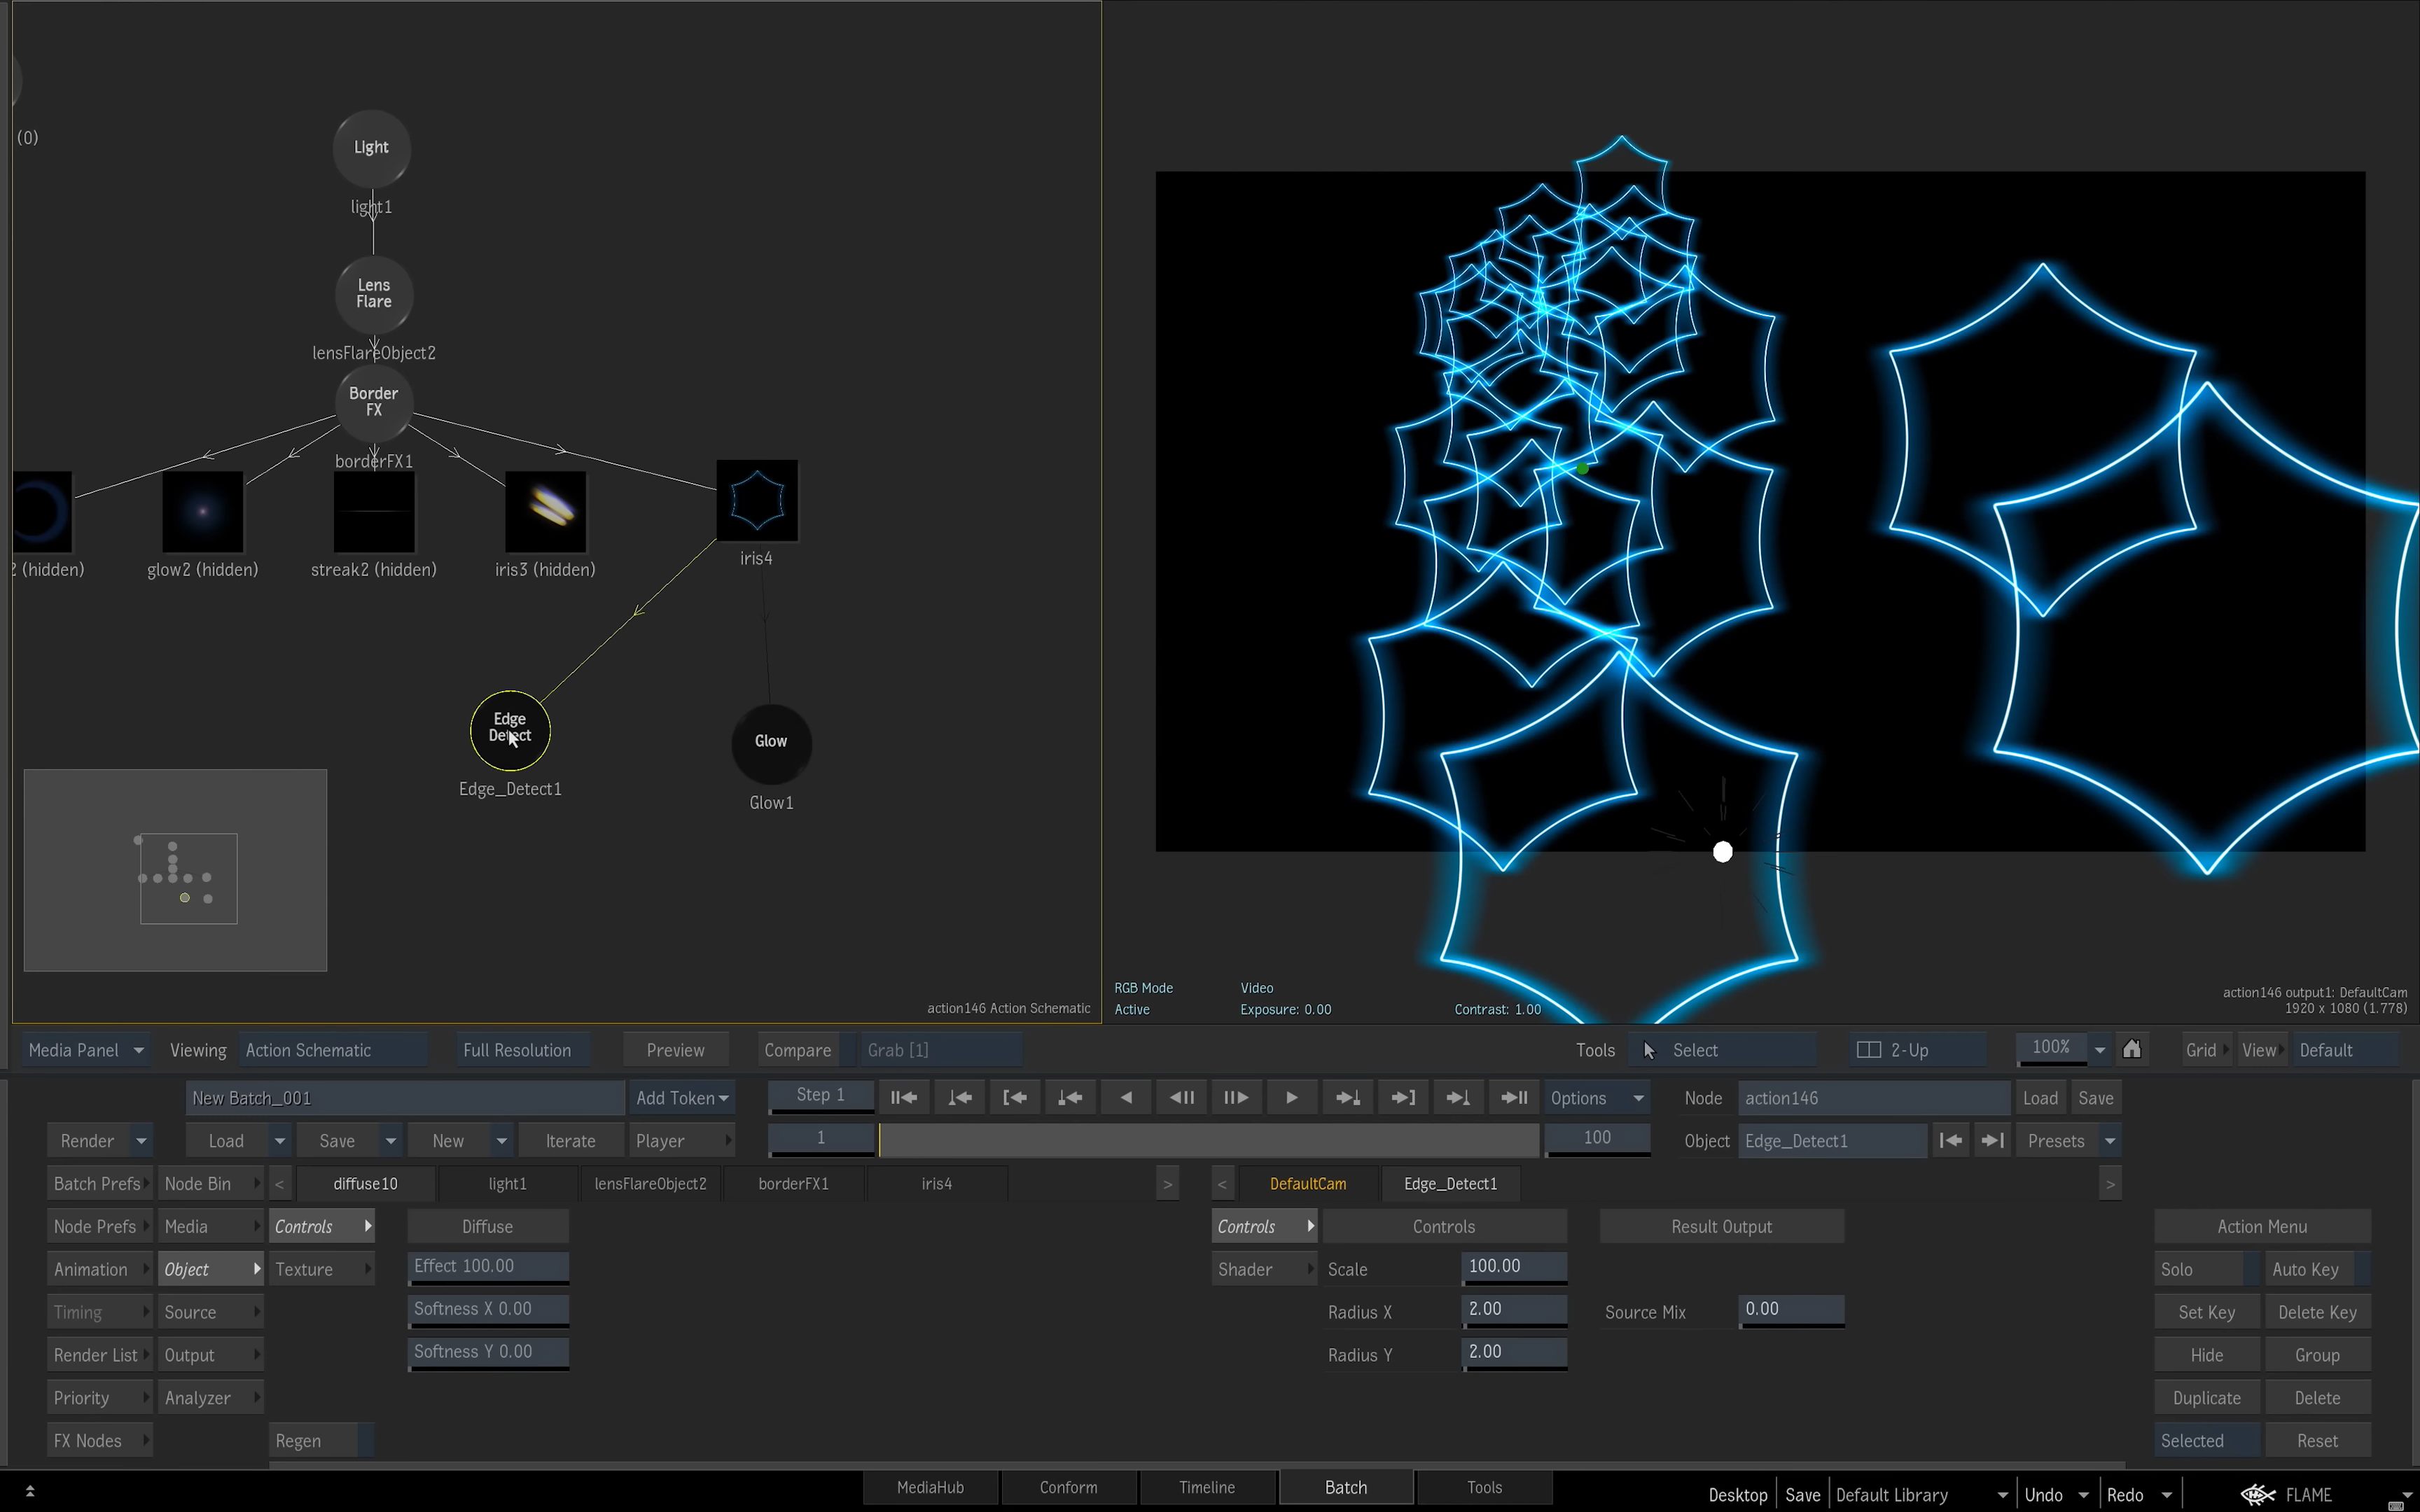 (0)
Light
light1
Lens
Flare
lensFlareObject2
Border
FX
borderFX1
2 (hidden)
glow2 (hidden)
streak2 (hidden)
iris3 (hidden)
iris4
Edge
Detect
Edge_Detect1
Glow
Glow1
action146 Action Schematic
RGB Mode
Video
Active
Exposure: 0.00
Contrast: 1.00
action146 output1: DefaultCam
1920 x 1080 (1.778)
Media Panel
Viewing
Action Schematic
Full Resolution
Preview
Compare
Grab [1]
Tools
Select
2-Up
100%
Grid
View
Default
New Batch_001
Add Token
Step 1
Options
Node
action146
Load
Save
Render
Load
Save
New
Iterate
Player
1
100
Object
Edge_Detect1
Presets
Batch Prefs
Node Bin
<
diffuse10
light1
lensFlareObject2
borderFX1
iris4
>
<
DefaultCam
Edge_Detect1
>
Node Prefs
Media
Controls
Diffuse
Controls
Controls
Result Output
Action Menu
Animation
Object
Texture
Effect 100.00
Shader
Scale
100.00
Solo
Auto Key
Timing
Source
Softness X 0.00
Radius X
2.00
Source Mix
0.00
Set Key
Delete Key
Render List
Output
Softness Y 0.00
Radius Y
2.00
Hide
Group
Priority
Analyzer
Duplicate
Delete
FX Nodes
Regen
Selected
Reset
MediaHub
Conform
Timeline
Batch
Tools
Desktop
Save
Default Library
Undo
Redo
FLAME